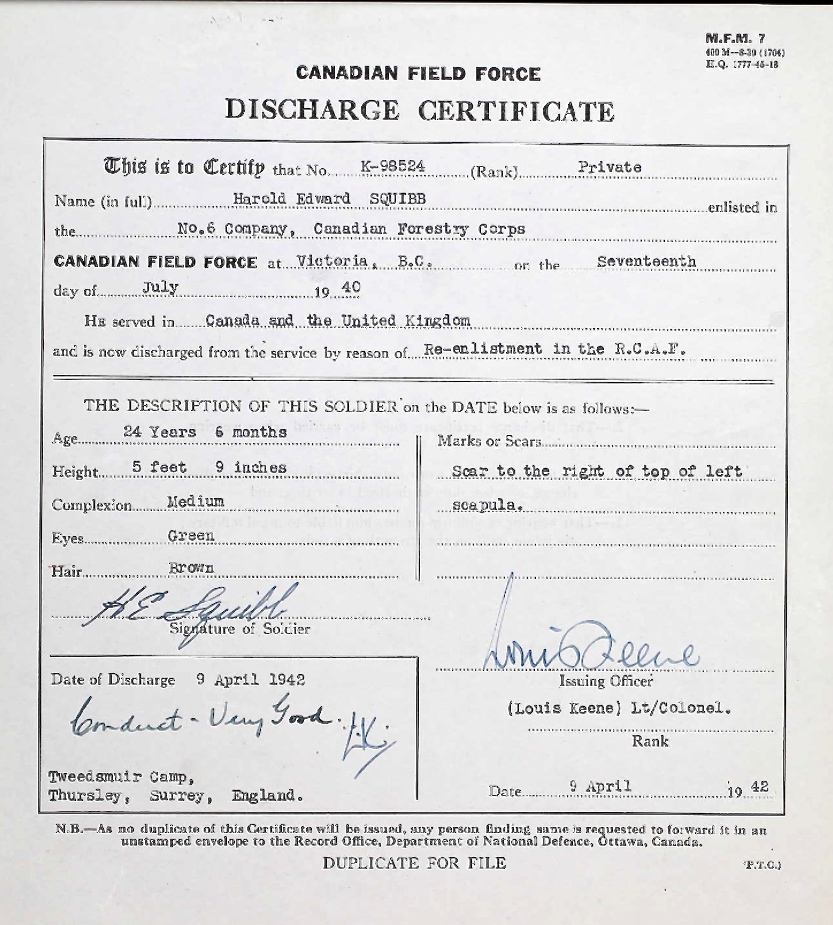 M.F.M. 7
400 M—8-39 (1704)
H.Q. 1777-45-18
CANADIAN FIELD FORCE
DISCHARGE CERTIFICATE
This is to Certify that No. K-98524 (Rank) Private
Name (in full) Harold Edward SQUIBB enlisted in
the No.6 Company, Canadian Forestry Corps
CANADIAN FIELD FORCE at Victoria, B.C. on the Seventeenth
day of July 19 40
HE served in Canada and the United Kingdom
and is now discharged from the service by reason of Re-enlistment in the R.C.A.F.
THE DESCRIPTION OF THIS SOLDIER on the DATE below is as follows:—
Age 24 Years 6 months
Height 5 feet 9 inches
Complexion Medium
Eyes Green
Hair Brown
H E Squibb
Signature of Soldier
Marks or Scars
Scar to the right of top of left
scapula.
Louis Keene
Issuing Officer
(Louis Keene) Lt/Colonel.
Rank
Date of Discharge 9 April 1942
Conduct - Very Good. L.K.
Tweedsmuir Camp,
Thursley, Surrey, England.
Date 9 April 19 42
N.B.—As no duplicate of this Certificate will be issued, any person finding same is requested to forward it in an
unstamped envelope to the Record Office, Department of National Defence, Ottawa, Canada.
DUPLICATE FOR FILE
(P.T.O.)